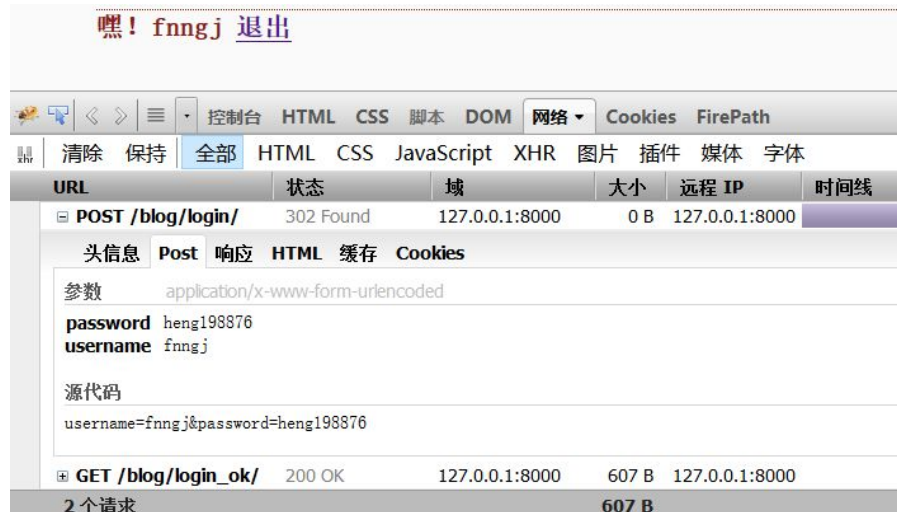 嘿! fnngj 退出
控制台 HTML CSS 脚本 DOM 网络 Cookies FirePath
清除 保持 全部 HTML CSS JavaScript XHR 图片 插件 媒体 字体
URL 状态 域 大小 远程 IP 时间线
POST /blog/login/ 302 Found 127.0.0.1:8000 0 B 127.0.0.1:8000
头信息 Post 响应 HTML 缓存 Cookies
参数 application/x-www-form-urlencoded
password heng198876
username fnngj
源代码
username=fnngj&password=heng198876
GET /blog/login_ok/ 200 OK 127.0.0.1:8000 607 B 127.0.0.1:8000
2 个请求 607 B